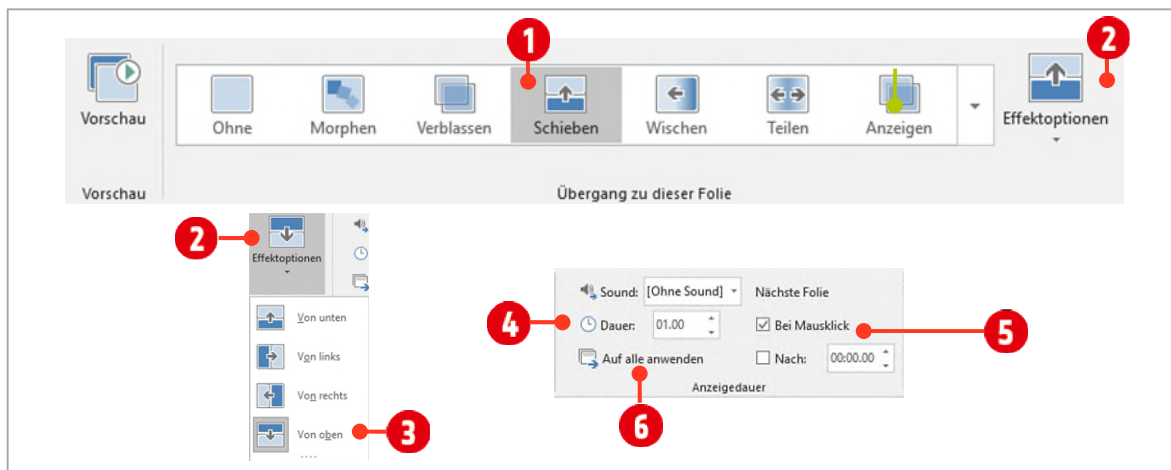 1
2
Vorschau
Ohne
Morphen
Verblassen
Schieben
Wischen
Teilen
Anzeigen
Effektoptionen
Vorschau
Übergang zu dieser Folie
2
Effektoptionen
Von unten
Von links
Von rechts
Von oben
3
4
Sound: [Ohne Sound] Nächste Folie
Dauer: 01.00 Bei Mausklick
5
Auf alle anwenden Nach: 00:00.00
Anzeigedauer
6